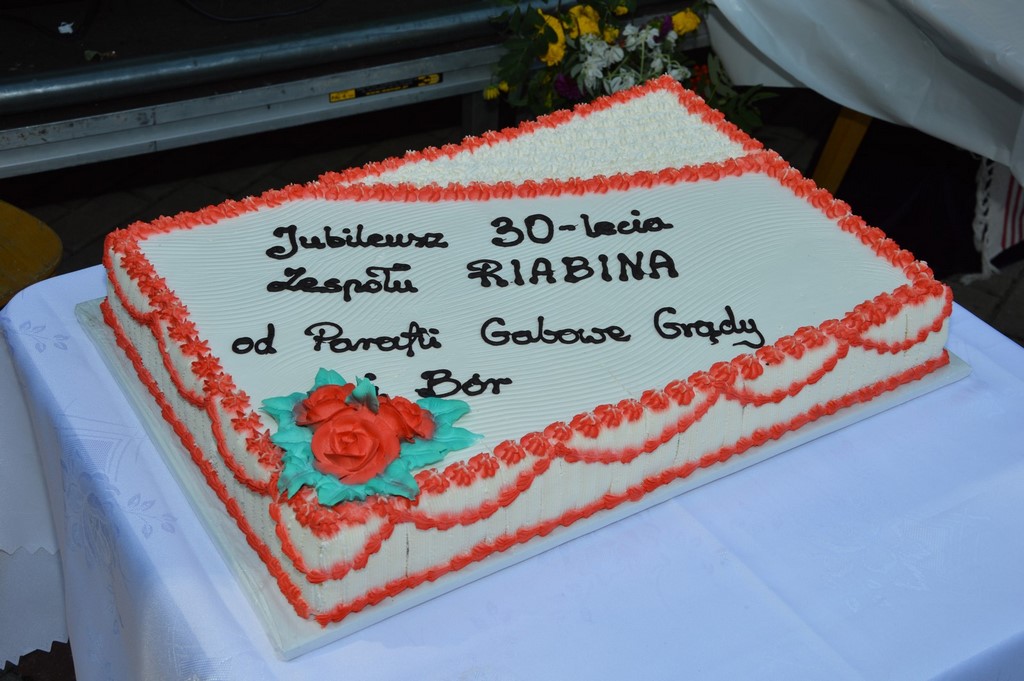 Jubileusz 30-lecia
Zespołu RIABINA
od Parafii Gabowe Grądy
i Bór